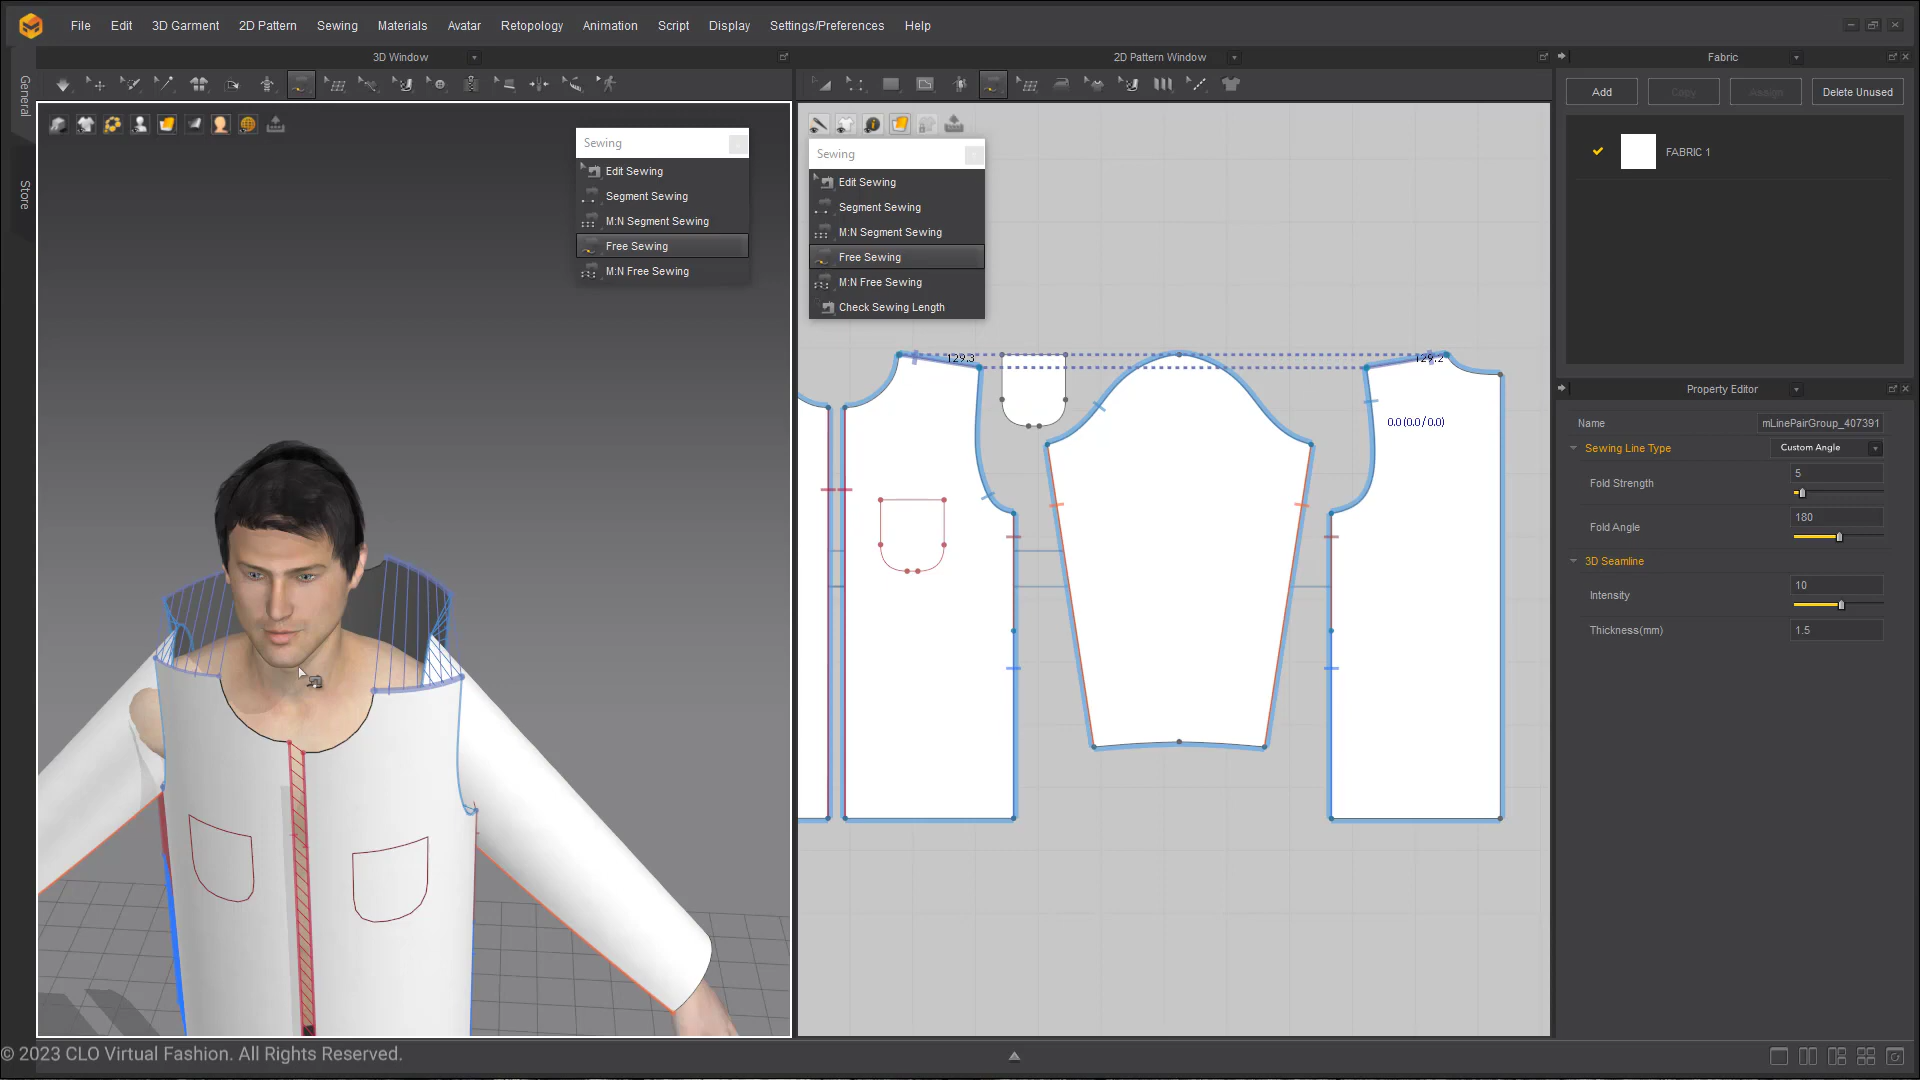 File Edit 3D Garment 2D Pattern Sewing Materials Avatar Retopology Animation Script Display Settings/Preferences Help
3D Window
2D Pattern Window
Fabric
General
Store
Add
Copy
Assign
Delete Unused
FABRIC 1
Sewing
Edit Sewing
Segment Sewing
M:N Segment Sewing
Free Sewing
M:N Free Sewing
Sewing
Edit Sewing
Segment Sewing
M:N Segment Sewing
Free Sewing
M:N Free Sewing
Check Sewing Length
129.3
129.2
0.0 (0.0 / 0.0)
Property Editor
Name mLinePairGroup_407391
Sewing Line Type Custom Angle
Fold Strength 5
Fold Angle 180
3D Seamline
Intensity 10
Thickness(mm) 1.5
© 2023 CLO Virtual Fashion. All Rights Reserved.